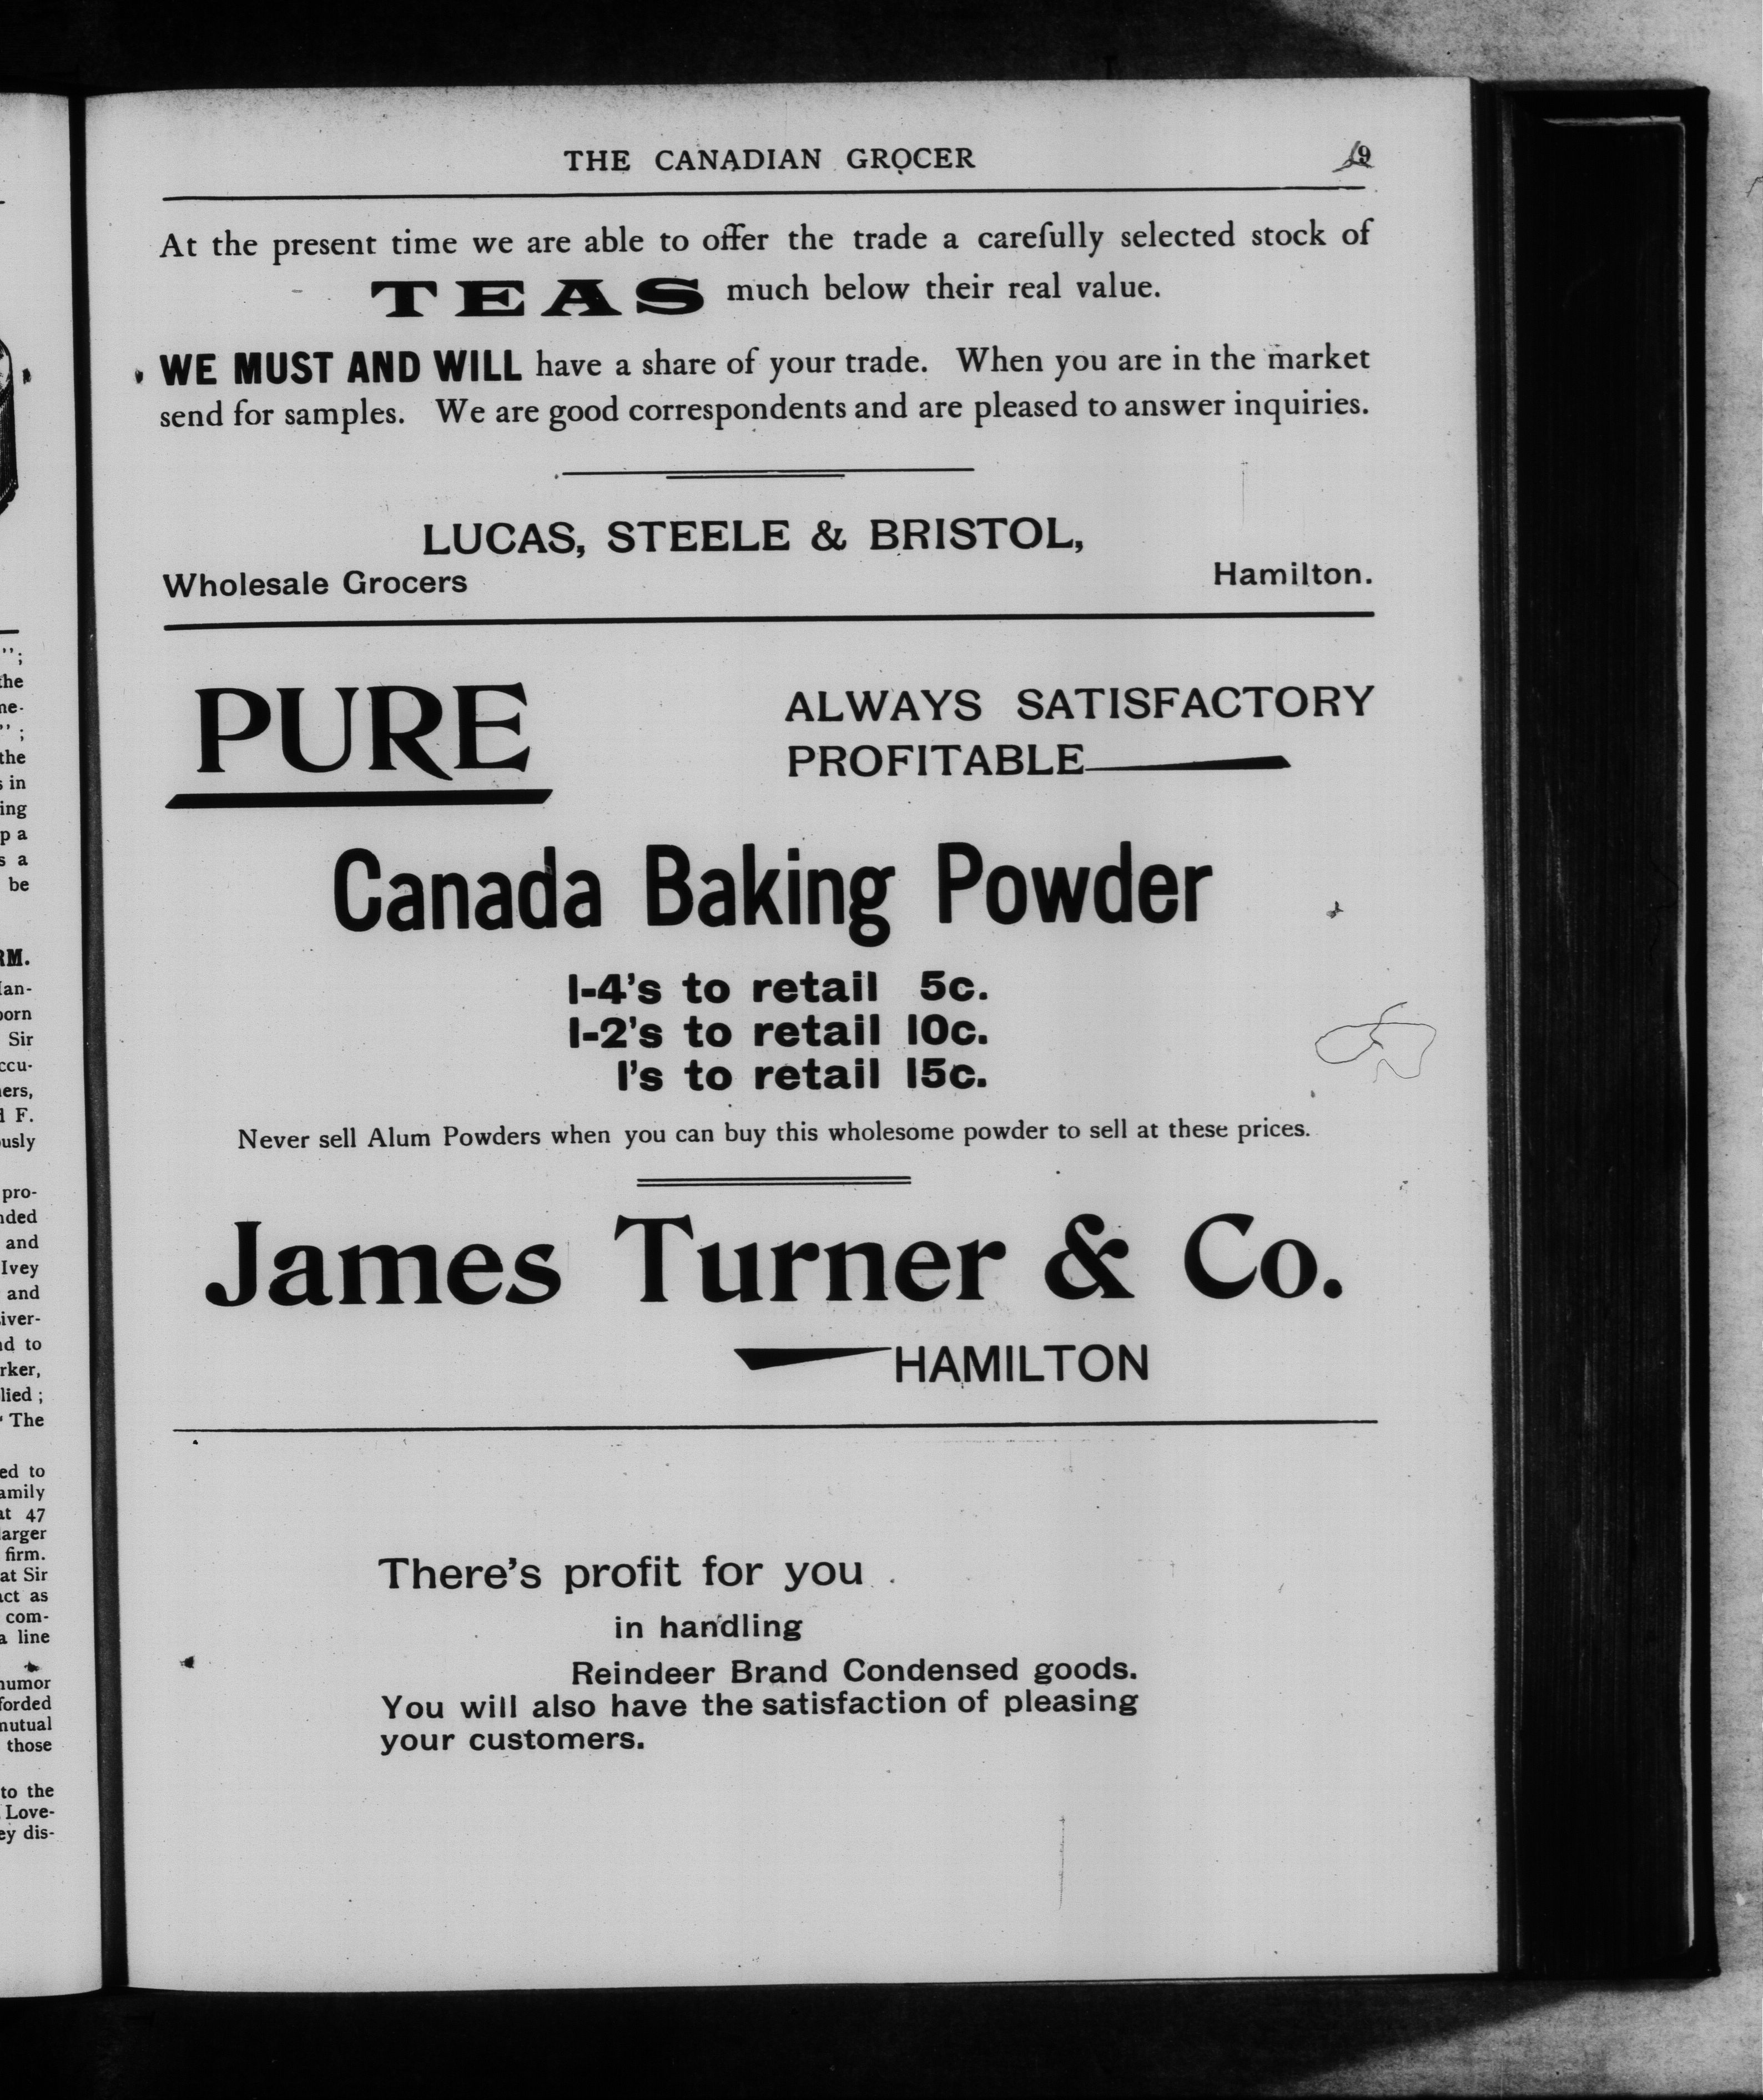 THE CANADIAN GROCER 9
At the present time we are able to offer the trade a carefully selected stock of
TEAS much below their real value.
WE MUST AND WILL have a share of your trade. When you are in the market
send for samples. We are good correspondents and are pleased to answer inquiries.
LUCAS, STEELE & BRISTOL,
Wholesale Grocers Hamilton.
PURE
ALWAYS SATISFACTORY
PROFITABLE
Canada Baking Powder
1-4's to retail 5c.
1-2's to retail 10c.
1's to retail 15c.
Never sell Alum Powders when you can buy this wholesome powder to sell at these prices.
James Turner & Co.
HAMILTON
There's profit for you
in handling
Reindeer Brand Condensed goods.
You will also have the satisfaction of pleasing
your customers.